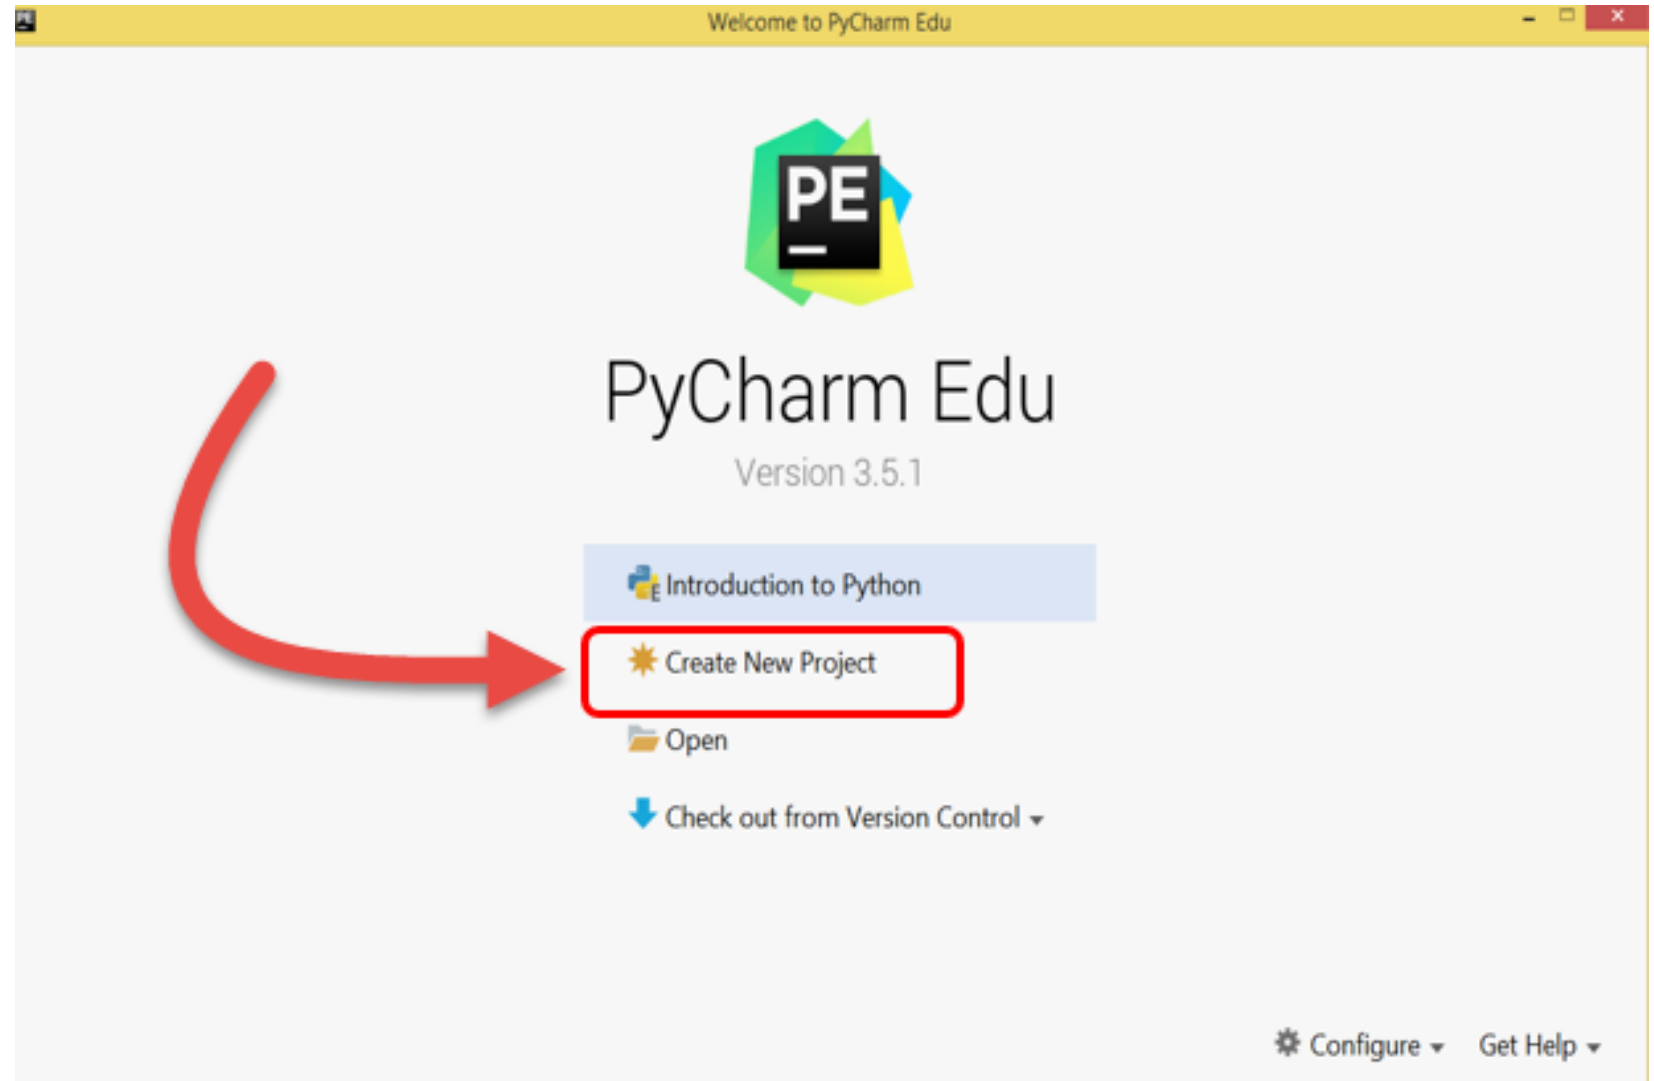 PE
Welcome to PyCharm Edu
PE
PyCharm Edu
Version 3.5.1
Introduction to Python
Create New Project
Open
Check out from Version Control
Configure
Get Help